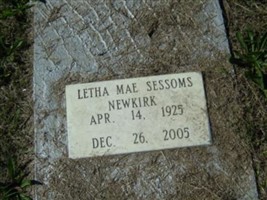 LETHA MAE SESSOMS
NEWKIRK
APR. 14. 1925
DEC. 26. 2005